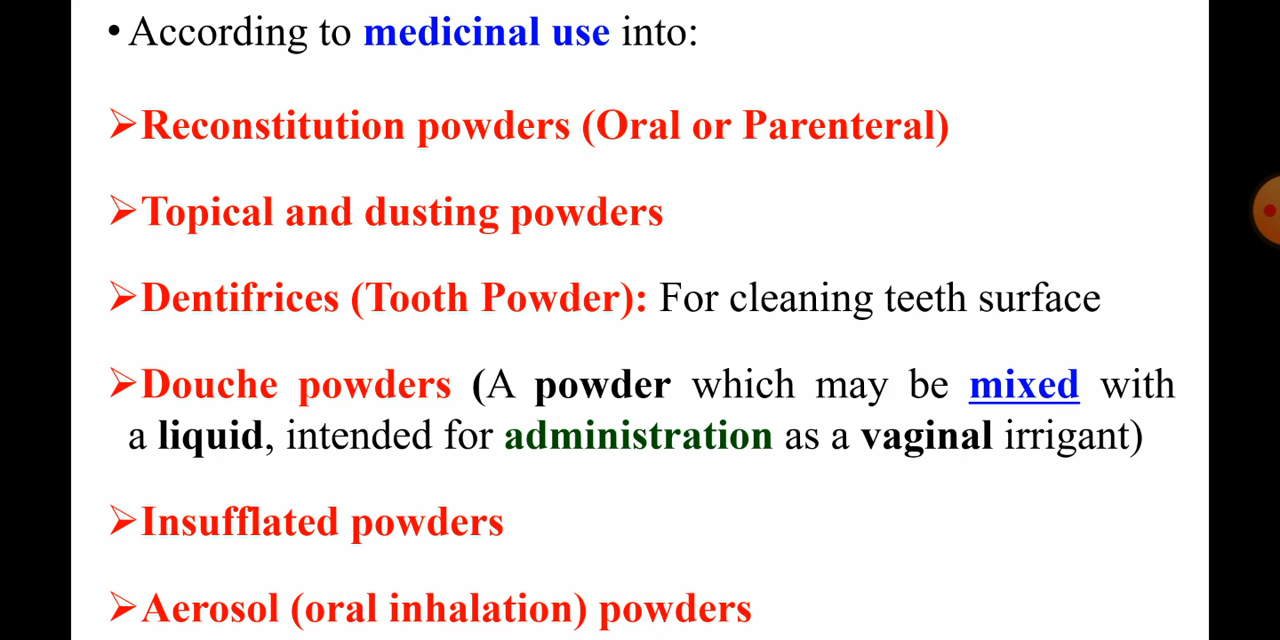 • According to medicinal use into:
➢Reconstitution powders (Oral or Parenteral)
➢Topical and dusting powders
➢Dentifrices (Tooth Powder): For cleaning teeth surface
➢Douche powders (A powder which may be mixed with
a liquid, intended for administration as a vaginal irrigant)
➢Insufflated powders
➢Aerosol (oral inhalation) powders